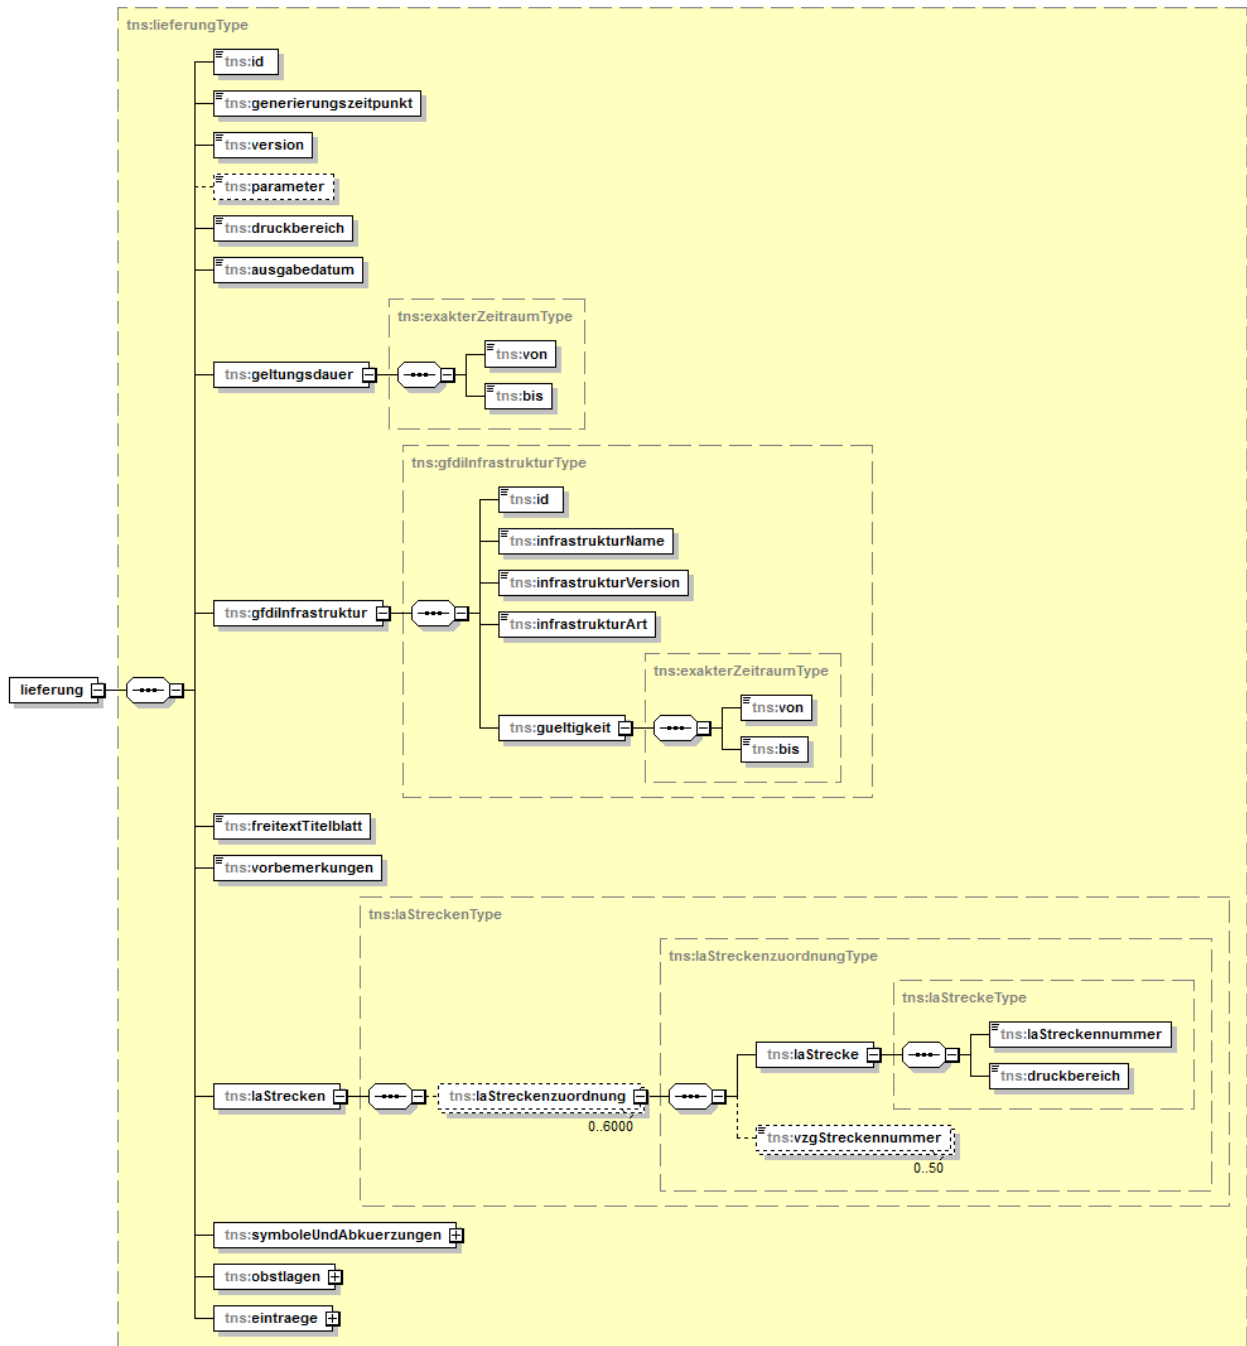 tns:lieferungType
tns:id
tns:generierungszeitpunkt
tns:version
tns:parameter
tns:druckbereich
tns:ausgabedatum
tns:exakterZeitraumType
tns:von
tns:geltungsdauer
tns:bis
tns:gfdiInfrastrukturType
tns:id
tns:infrastrukturName
tns:infrastrukturVersion
tns:gfdiInfrastruktur
tns:infrastrukturArt
tns:exakterZeitraumType
lieferung
tns:von
tns:gueltigkeit
tns:bis
tns:freitextTitelblatt
tns:vorbemerkungen
tns:laStreckenType
tns:laStreckenzuordnungType
tns:laStreckeType
tns:laStreckennummer
tns:laStrecke
tns:druckbereich
tns:laStrecken
tns:laStreckenzuordnung
0..6000
tns:vzgStreckennummer
0..50
tns:symboleUndAbkuerzungen
tns:obstlagen
tns:eintraege